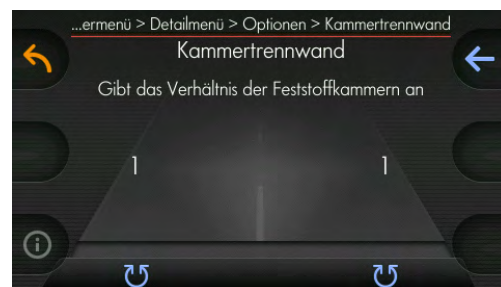 ...ermenü > Detailmenü > Optionen > Kammertrennwand
Kammertrennwand
Gibt das Verhältnis der Feststoffkammern an
1 1